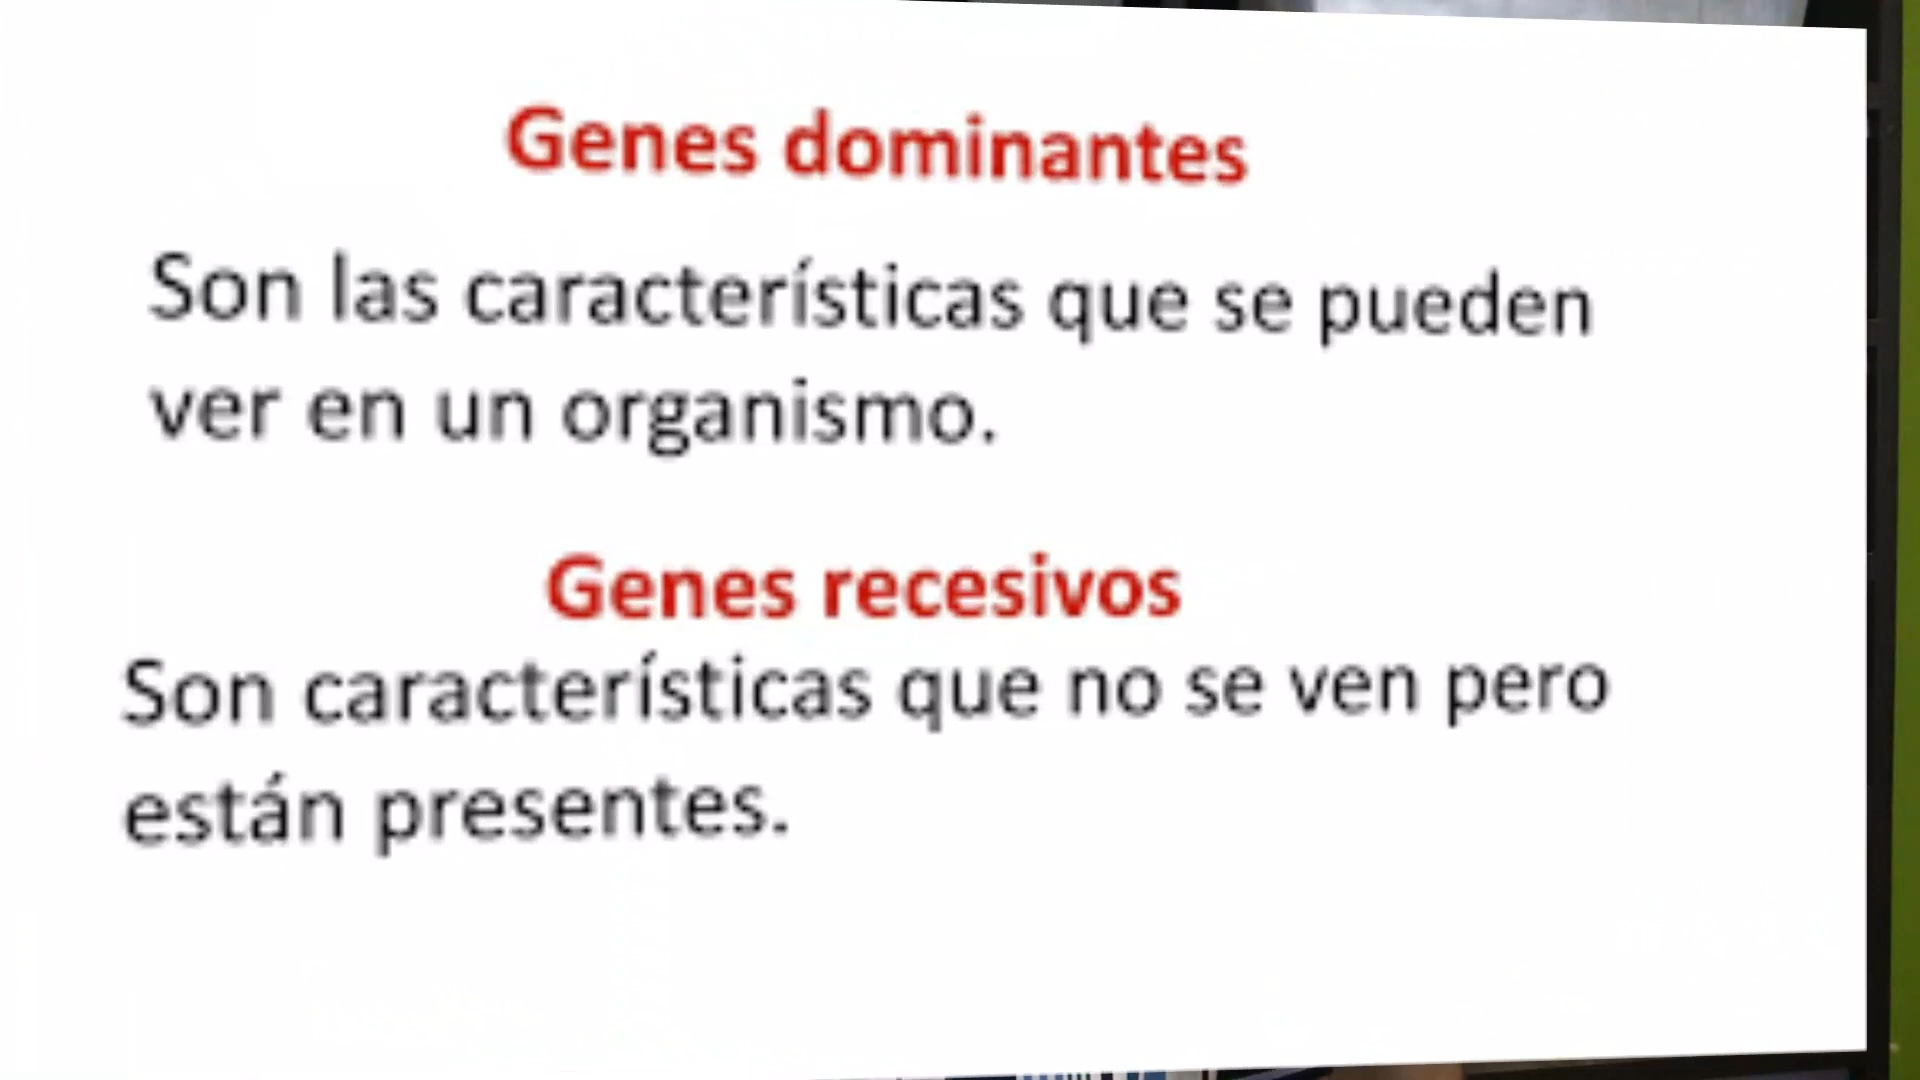 Genes dominantes
Son las características que se pueden
ver en un organismo.
Genes recesivos
Son características que no se ven pero
están presentes.